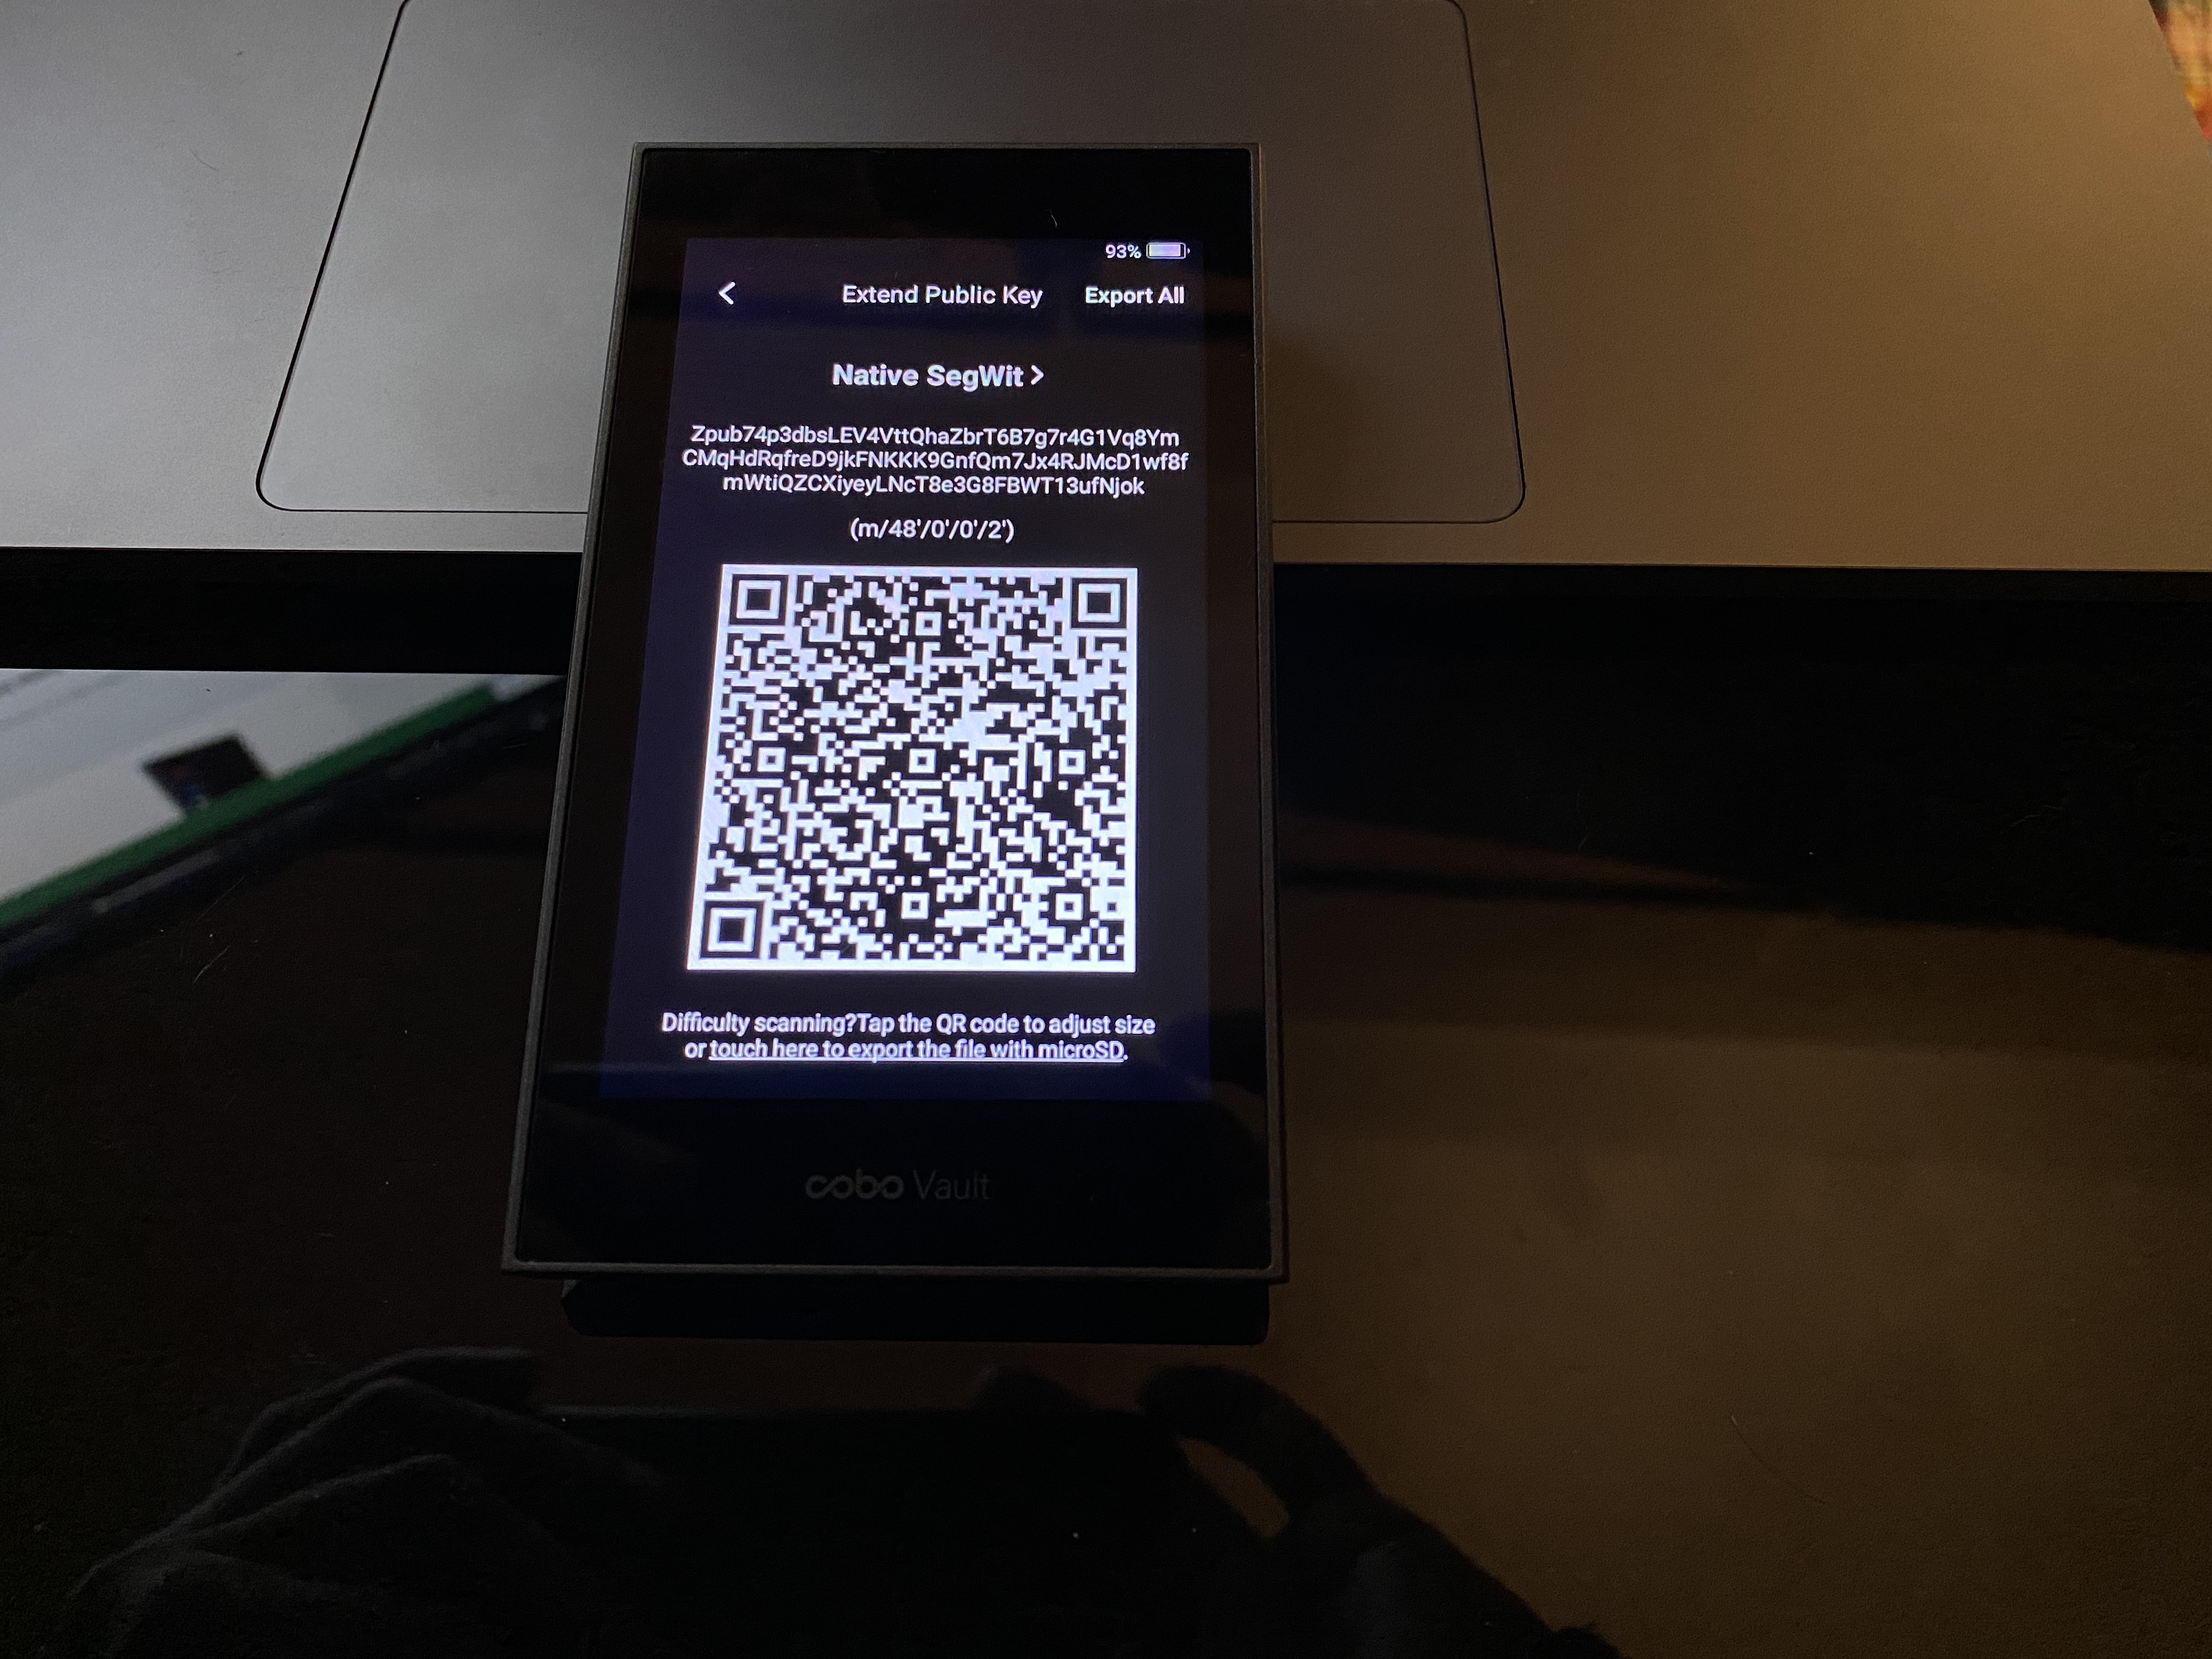 93%
Extend Public Key
Export All
Native SegWit >
Zpub74p3dbsLEV4VttQhaZbrT6B7g7r4G1Vq8Ym
CMqHdRqfreD9jkFNKKK9GnfQm7Jx4RJMcD1wf8f
mWtiQZCXiyeyLNcT8e3G8FBWT13ufNjok
(m/48'/0'/0'/2')
Difficulty scanning?Tap the QR code to adjust size
or touch here to export the file with microSD.
cobo Vault